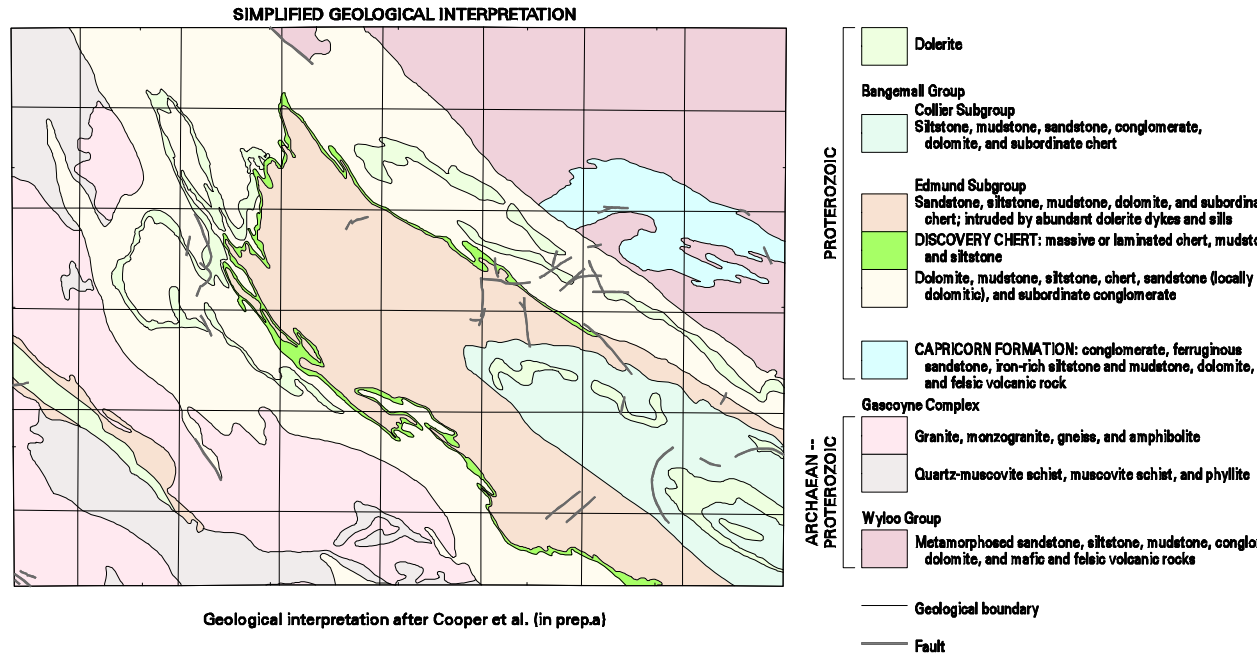 SIMPLIFIED GEOLOGICAL INTERPRETATION
Geological interpretation after Cooper et al. (in prep.a)
PROTEROZOIC
Dolerite
Bangemall Group
Collier Subgroup
Siltstone, mudstone, sandstone, conglomerate,
dolomite, and subordinate chert
Edmund Subgroup
Sandstone, siltstone, mudstone, dolomite, and
chert; intruded by abundant dolerite dykes and sills
DISCOVERY CHERT: massive or laminated chert,
and siltstone
Dolomite, mudstone, siltstone, chert, sandstone (locally
dolomitic), and subordinate conglomerate
CAPRICORN FORMATION: conglomerate, ferruginous
sandstone, iron-rich siltstone and mudstone, dolomite,
and felsic volcanic rock
ARCHAEAN--
PROTEROZOIC
Gascoyne Complex
Granite, monzogranite, gneiss, and amphibolite
Quartz-muscovite schist, muscovite schist, and phyllite
Wyloo Group
Metamorphosed sandstone, siltstone, mudstone,
dolomite, and mafic and felsic volcanic rocks
Geological boundary
Fault